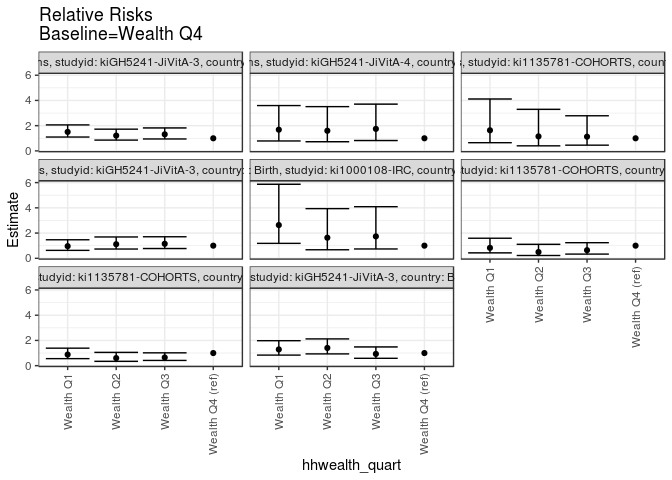 Relative Risks
Baseline=Wealth Q4
ns, studyid: kiGH5241-JiVitA-3, country
ns, studyid: kiGH5241-JiVitA-4, country
s, studyid: ki1135781-COHORTS, coun
6
4
2
0
s, studyid: kiGH5241-JiVitA-3, country:
: Birth, studyid: ki1000108-IRC, country
tudyid: ki1135781-COHORTS, country
6
4
2
0
tudyid: ki1135781-COHORTS, country
studyid: kiGH5241-JiVitA-3, country: B
6
4
2
0
Estimate
Wealth Q1
Wealth Q2
Wealth Q3
Wealth Q4 (ref)
Wealth Q1
Wealth Q2
Wealth Q3
Wealth Q4 (ref)
Wealth Q1
Wealth Q2
Wealth Q3
Wealth Q4 (ref)
hhwealth_quart